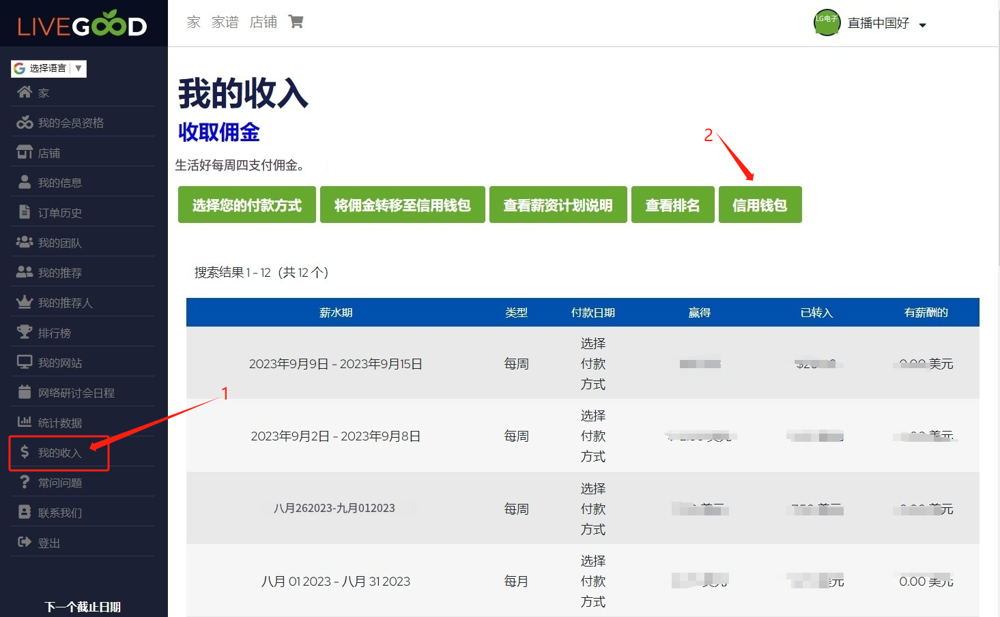 LIVEGOOD
家 家谱 店铺
LG电子
直播中国好
选择语言
家
我的会员资格
店铺
我的信息
订单历史
我的团队
我的推荐
我的推荐人
排行榜
我的网站
网络研讨会日程
统计数据
我的收入
常问问题
联系我们
登出
下一个截止日期
1
2
我的收入
收取佣金
生活好每周四支付佣金。
选择您的付款方式 将佣金转移至信用钱包 查看薪资计划说明 查看排名 信用钱包
搜索结果 1 - 12（共 12 个）
薪水期 类型 付款日期 赢得 已转入 有薪酬的
2023年9月9日 - 2023年9月15日 每周 选择付款方式 美元
2023年9月2日 - 2023年9月8日 每周 选择付款方式 美元 美元
八月262023-九月012023 每周 选择付款方式 美元 美元 美元
八月 01 2023 - 八月 31 2023 每月 选择付款方式 美元 美元 0.00 美元